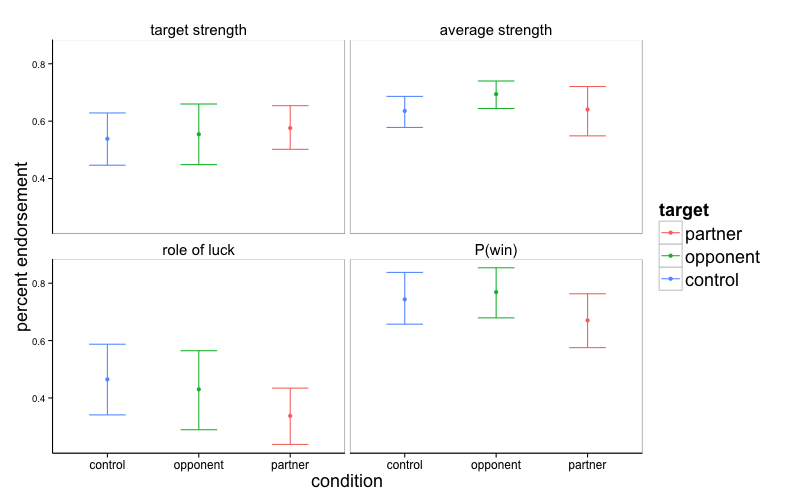 target strength
average strength
0.8
0.6
0.4
percent endorsement
role of luck
P(win)
0.8
0.6
0.4
control opponent partner
control opponent partner
condition
target
partner
opponent
control